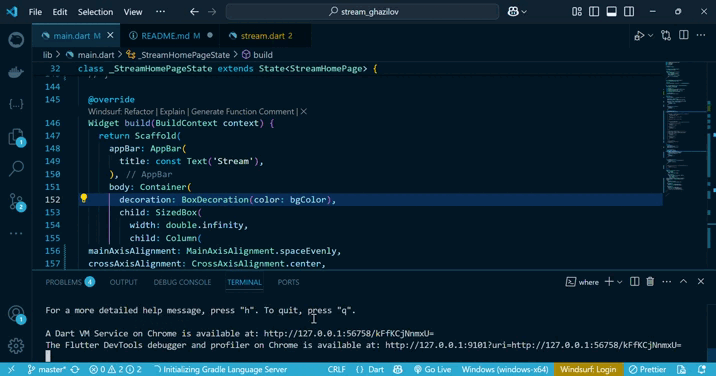 File Edit Selection View ··· stream_ghazilov
main.dart M README.md M stream.dart 2
lib > main.dart > _StreamHomePageState > build
32 class _StreamHomePageState extends State<StreamHomePage> {
144
145 @override
Windsurf: Refactor | Explain | Generate Function Comment | X
146 Widget build(BuildContext context) {
147 return Scaffold(
148 appBar: AppBar(
149 title: const Text('Stream'),
150 ), // AppBar
151 body: Container(
152 decoration: BoxDecoration(color: bgColor),
153 child: SizedBox(
154 width: double.infinity,
155 child: Column(
156 mainAxisAlignment: MainAxisAlignment.spaceEvenly,
157 crossAxisAlignment: CrossAxisAlignment.center,
PROBLEMS 4 OUTPUT DEBUG CONSOLE TERMINAL PORTS where
For a more detailed help message, press "h". To quit, press "q".
A Dart VM Service on Chrome is available at: http://127.0.0.1:56758/kFfKCjNnmxU=
The Flutter DevTools debugger and profiler on Chrome is available at: http://127.0.0.1:9101?uri=http://127.0.0.1:56758/kFfKCjNnmxU=
master* 0 2 2 Initializing Gradle Language Server CRLF {} Dart Go Live Windows (windows-x64) Windsurf: Login Prettier